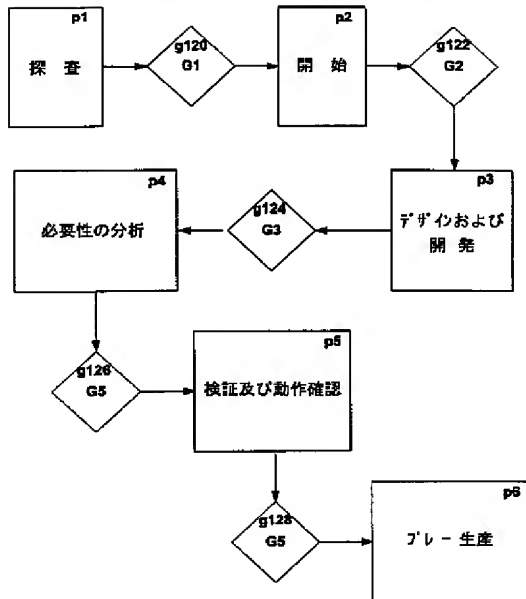 p1
探 査
g120
G1
p2
開 始
g122
G2
p3
デザインおよび
開 発
g124
G3
p4
必要性の分析
g126
G5
p5
検証及び動作確認
g128
G5
p6
プレー生産